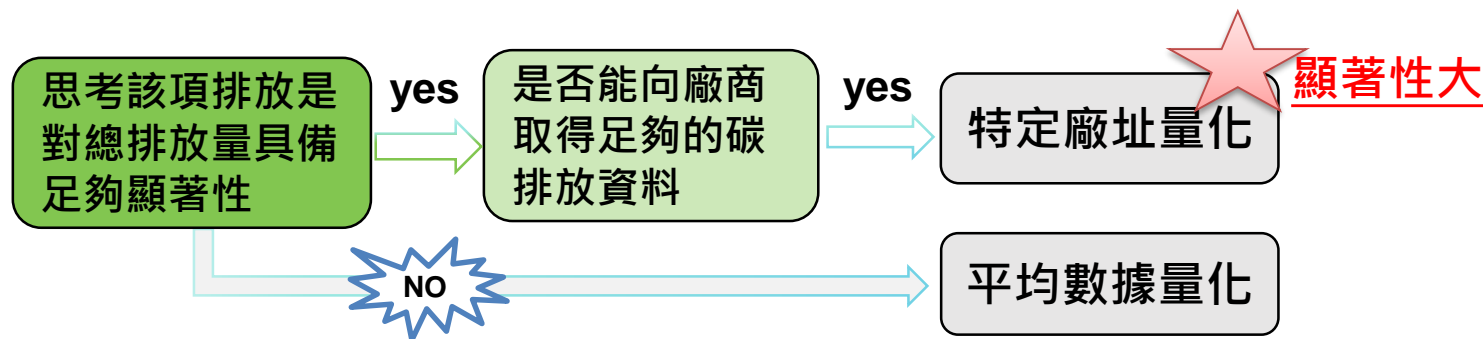 思考該項排放是
對總排放量具備
足夠顯著性
yes
是否能向廠商
取得足夠的碳
排放資料
yes
特定廠址量化
顯著性大
NO
平均數據量化